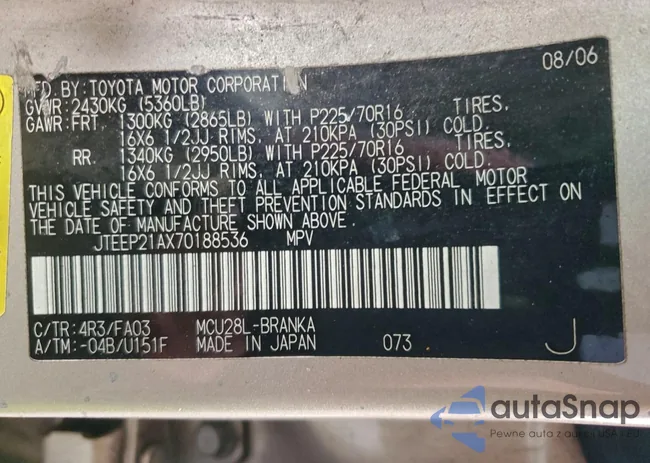 MFD. BY: TOYOTA MOTOR CORPORATION 08/06
GVWR: 2430KG (5360LB)
GAWR: FRT. 1300KG (2865LB) WITH P225/70R16 TIRES,
16X6 1/2JJ RIMS, AT 210KPA (30PSI) COLD.
RR. 1340KG (2950LB) WITH P225/70R16 TIRES,
16X6 1/2JJ RIMS, AT 210KPA (30PSI) COLD.
THIS VEHICLE CONFORMS TO ALL APPLICABLE FEDERAL MOTOR
VEHICLE SAFETY AND THEFT PREVENTION STANDARDS IN EFFECT ON
THE DATE OF MANUFACTURE SHOWN ABOVE.
JTEEP21AX70188536 MPV
C/TR: 4R3/FA03 MCU28L-BRANKA
A/TM: -04B/U151F MADE IN JAPAN 073 J
autaSnap
Pewne auta z aukcji USA